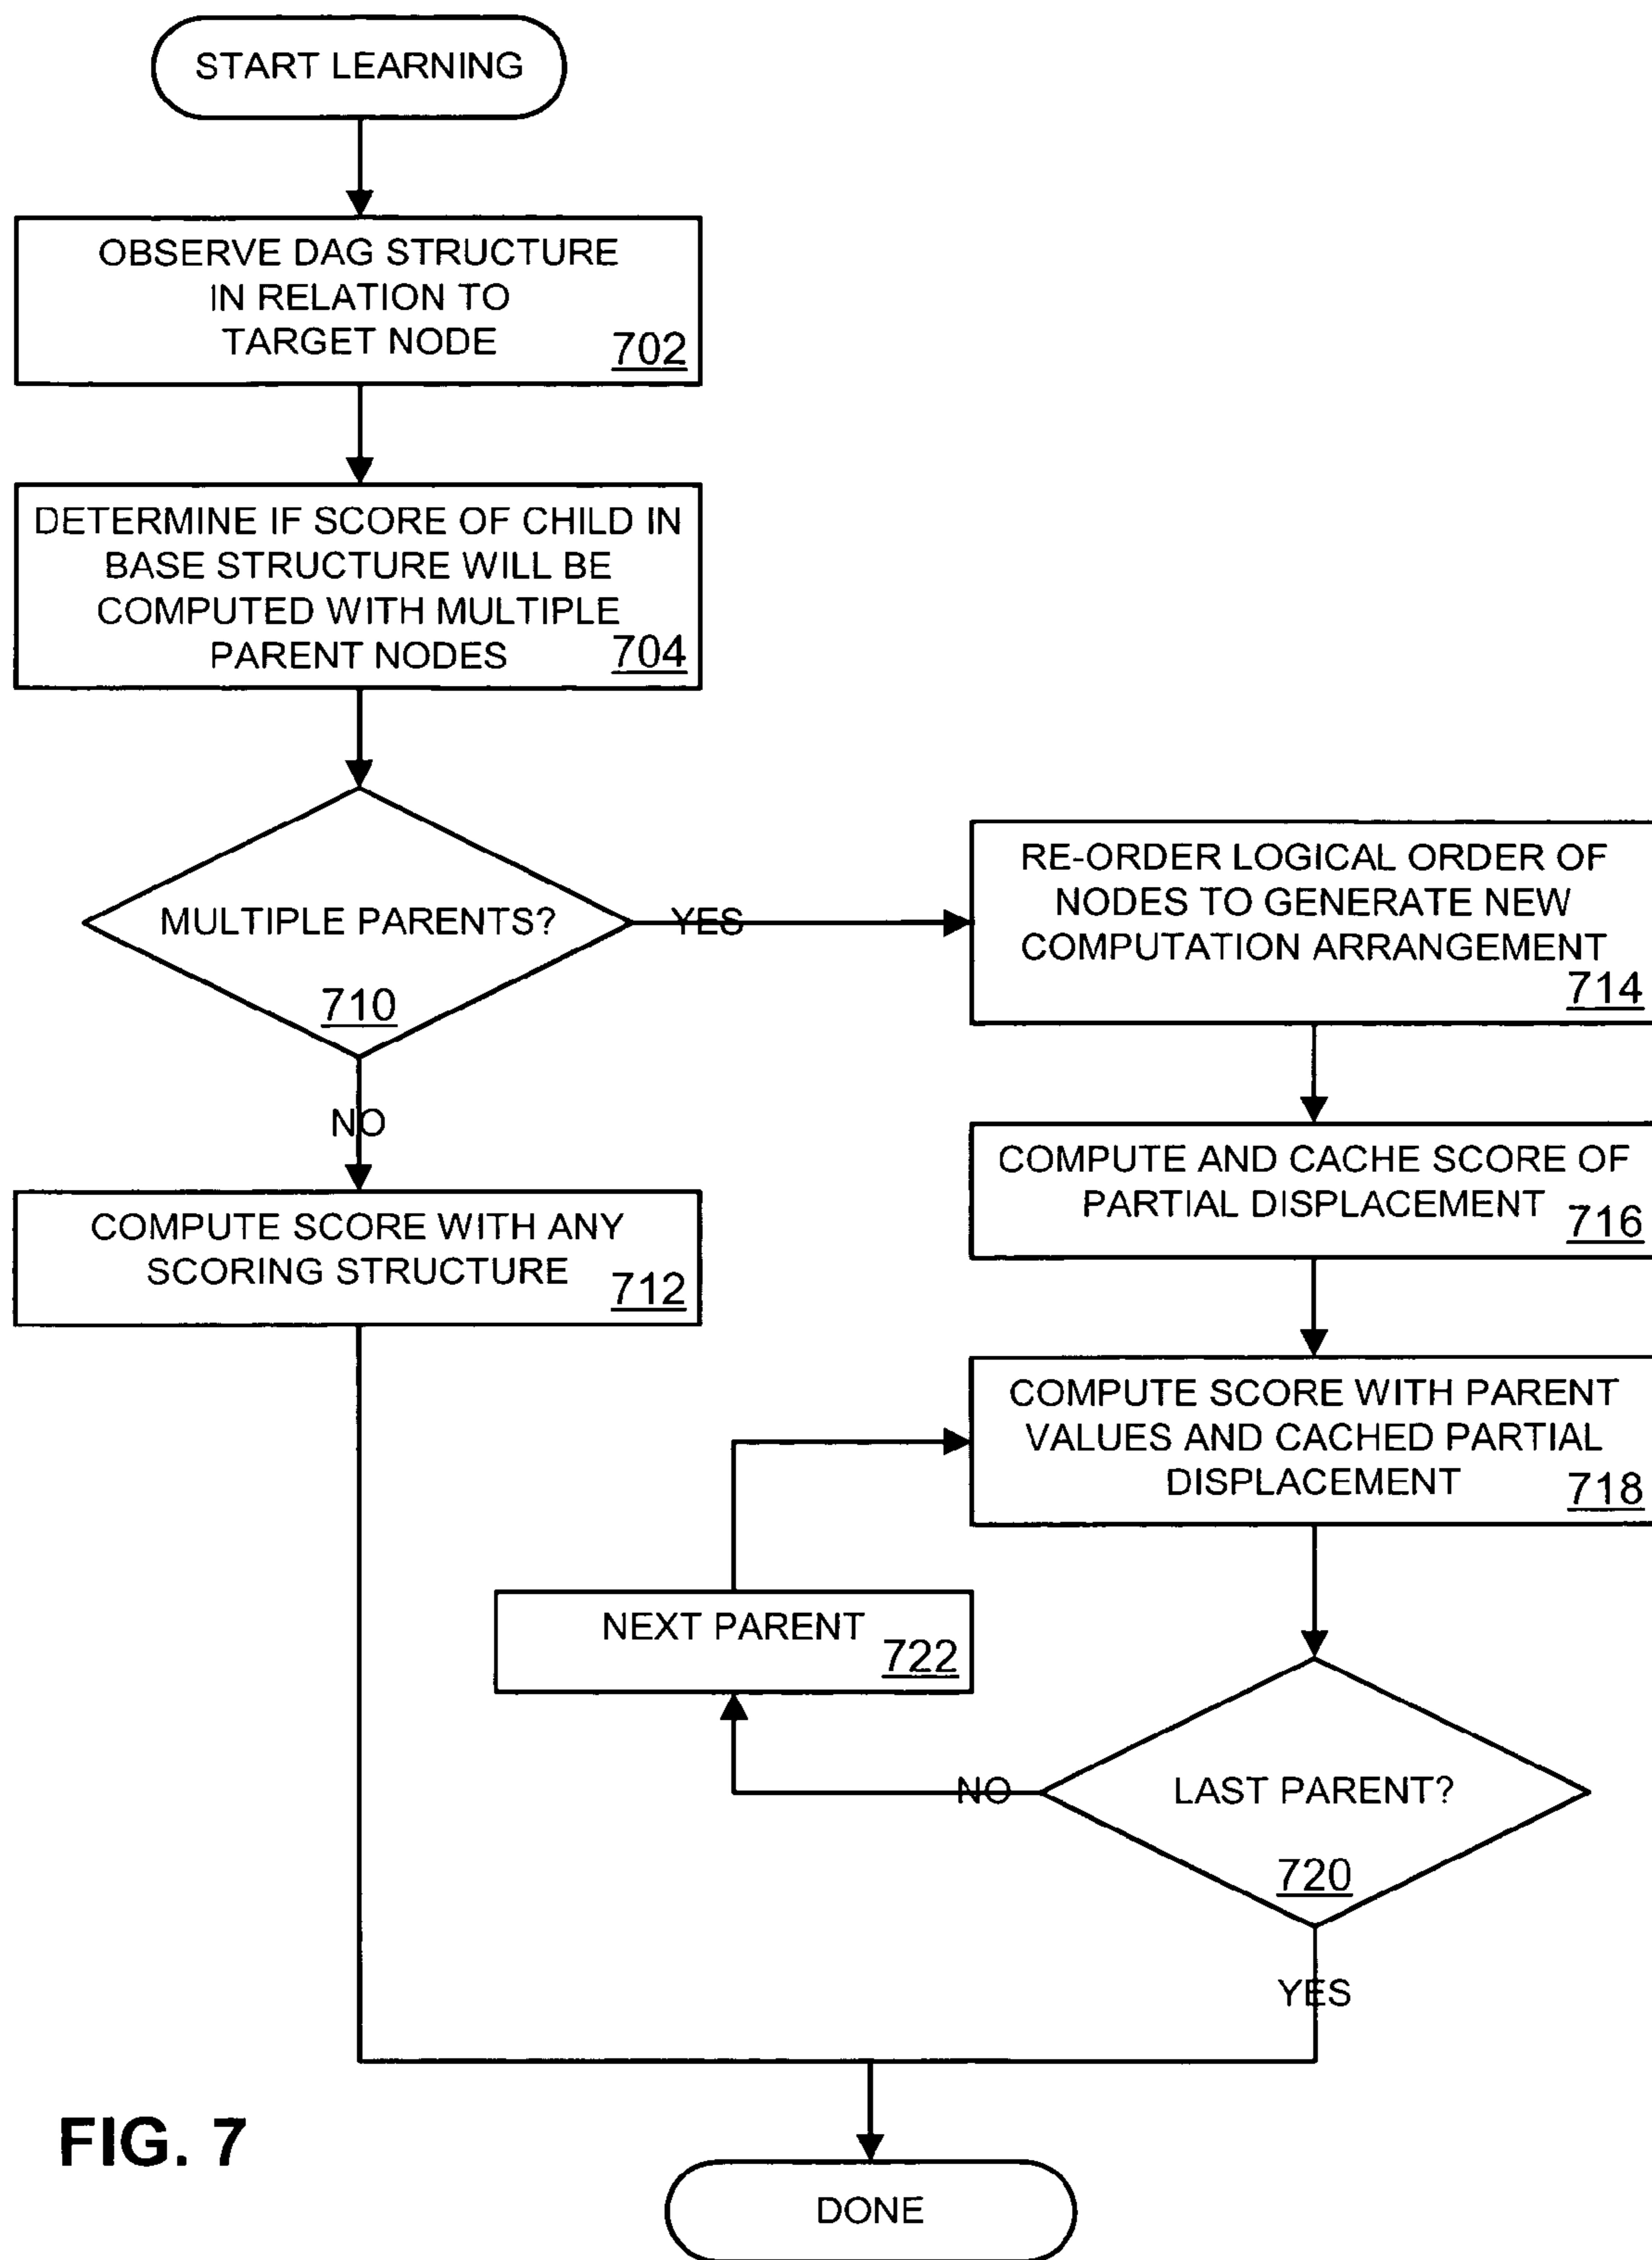 START LEARNING
OBSERVE DAG STRUCTURE
IN RELATION TO
TARGET NODE
702
DETERMINE IF SCORE OF CHILD IN
BASE STRUCTURE WILL BE
COMPUTED WITH MULTIPLE
PARENT NODES
704
MULTIPLE PARENTS?
710
YES
NO
RE-ORDER LOGICAL ORDER OF
NODES TO GENERATE NEW
COMPUTATION ARRANGEMENT
714
COMPUTE AND CACHE SCORE OF
PARTIAL DISPLACEMENT
716
COMPUTE SCORE WITH ANY
SCORING STRUCTURE
712
COMPUTE SCORE WITH PARENT
VALUES AND CACHED PARTIAL
DISPLACEMENT
718
NEXT PARENT
722
NO
LAST PARENT?
720
YES
FIG. 7
DONE